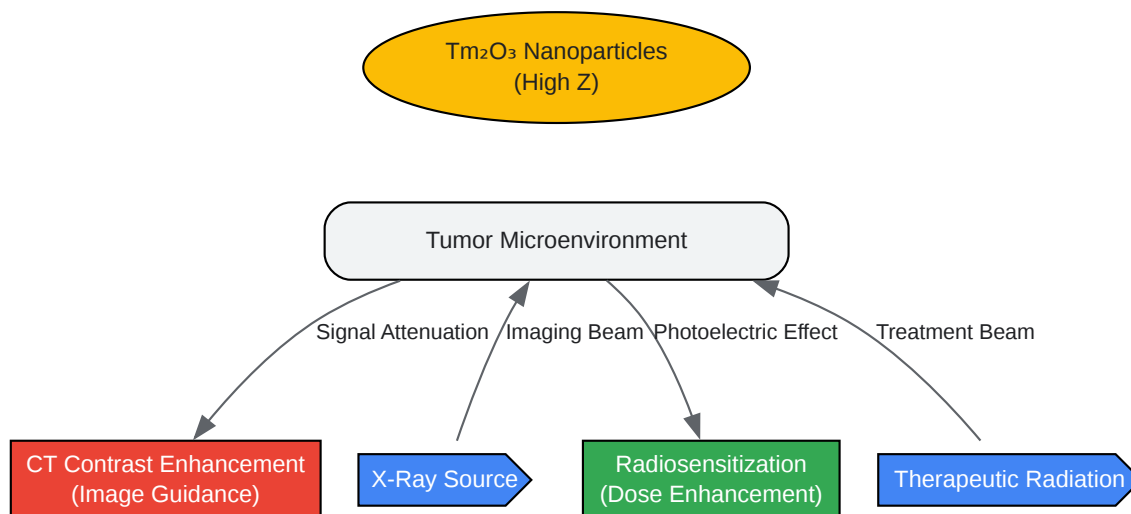 Tm₂O₃ Nanoparticles
(High Z)
Tumor Microenvironment
Signal Attenuation
Imaging Beam
Photoelectric Effect
Treatment Beam
CT Contrast Enhancement
(Image Guidance)
X-Ray Source
Radiosensitization
(Dose Enhancement)
Therapeutic Radiation